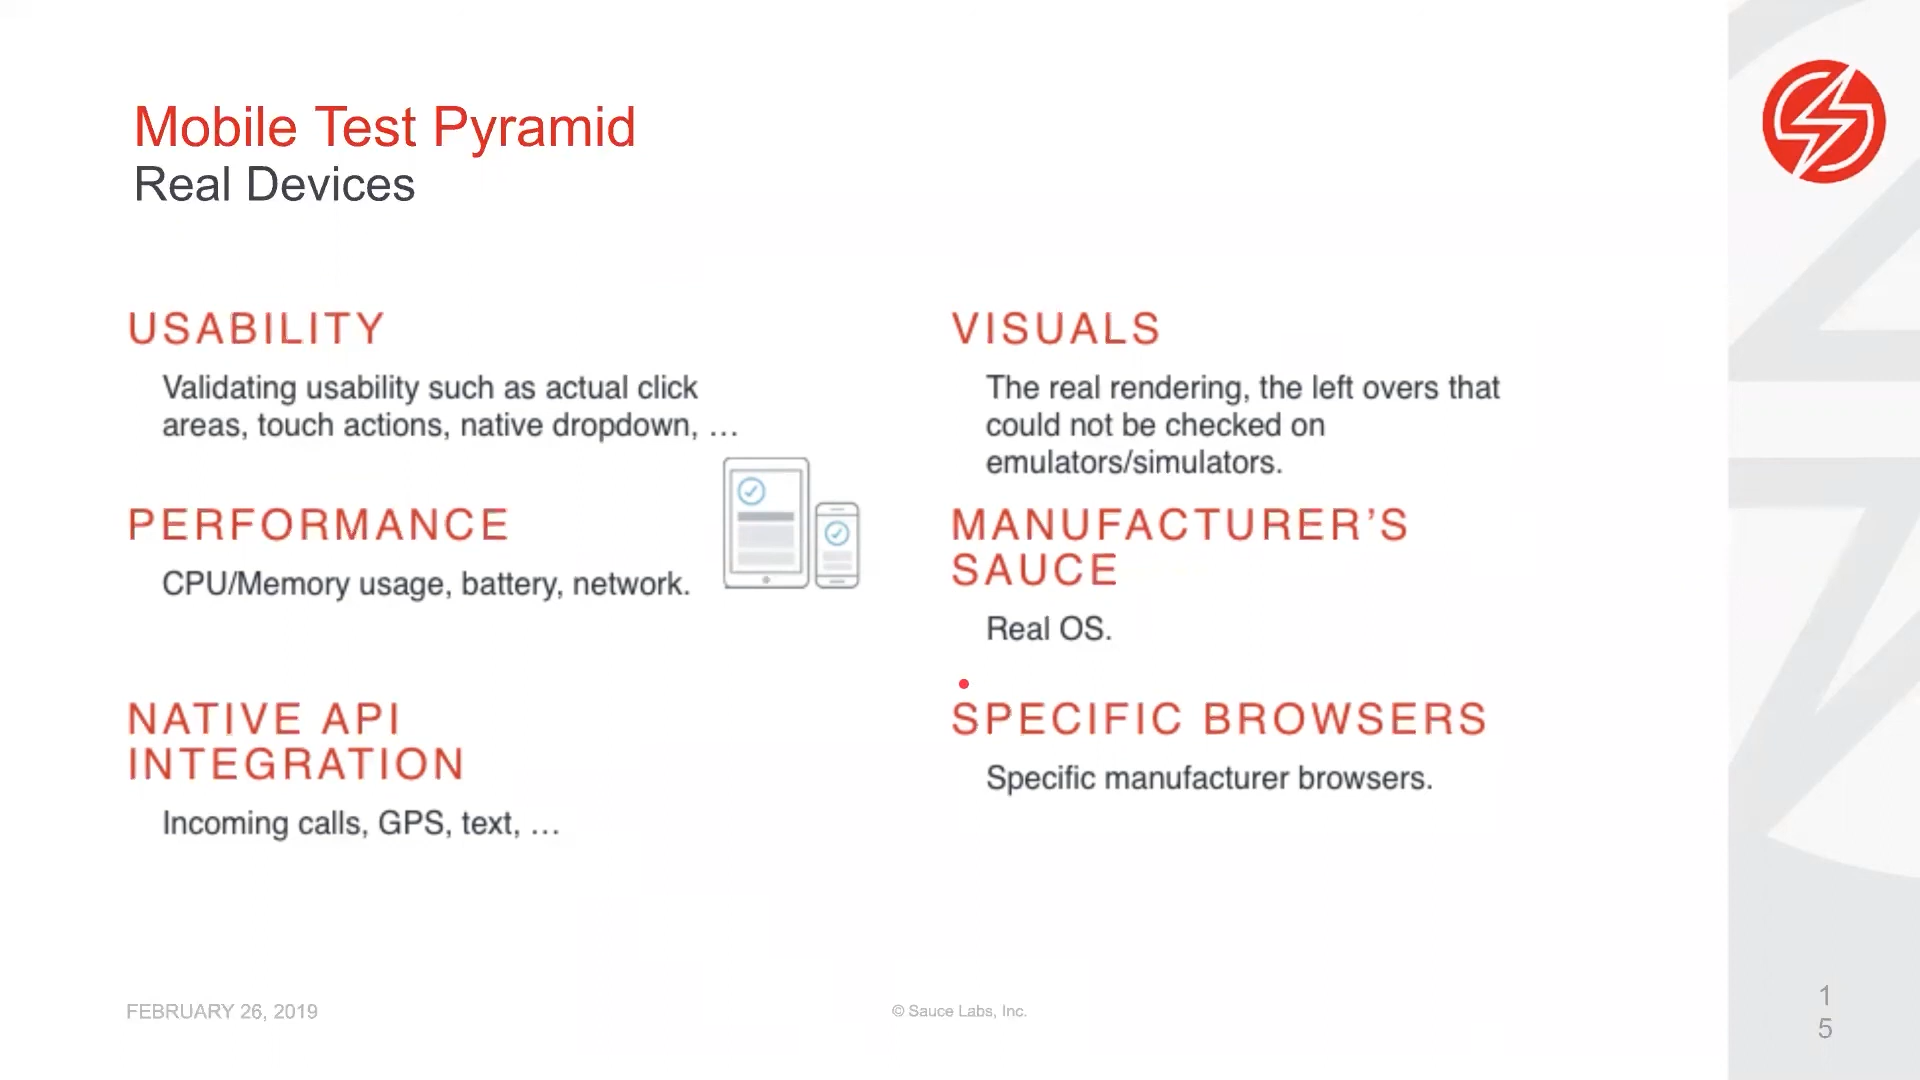 Mobile Test Pyramid
Real Devices
USABILITY
Validating usability such as actual click
areas, touch actions, native dropdown, …
PERFORMANCE
CPU/Memory usage, battery, network.
NATIVE API
INTEGRATION
Incoming calls, GPS, text, …
VISUALS
The real rendering, the left overs that
could not be checked on
emulators/simulators.
MANUFACTURER’S
SAUCE
Real OS.
SPECIFIC BROWSERS
Specific manufacturer browsers.
FEBRUARY 26, 2019
© Sauce Labs, Inc.
1
5